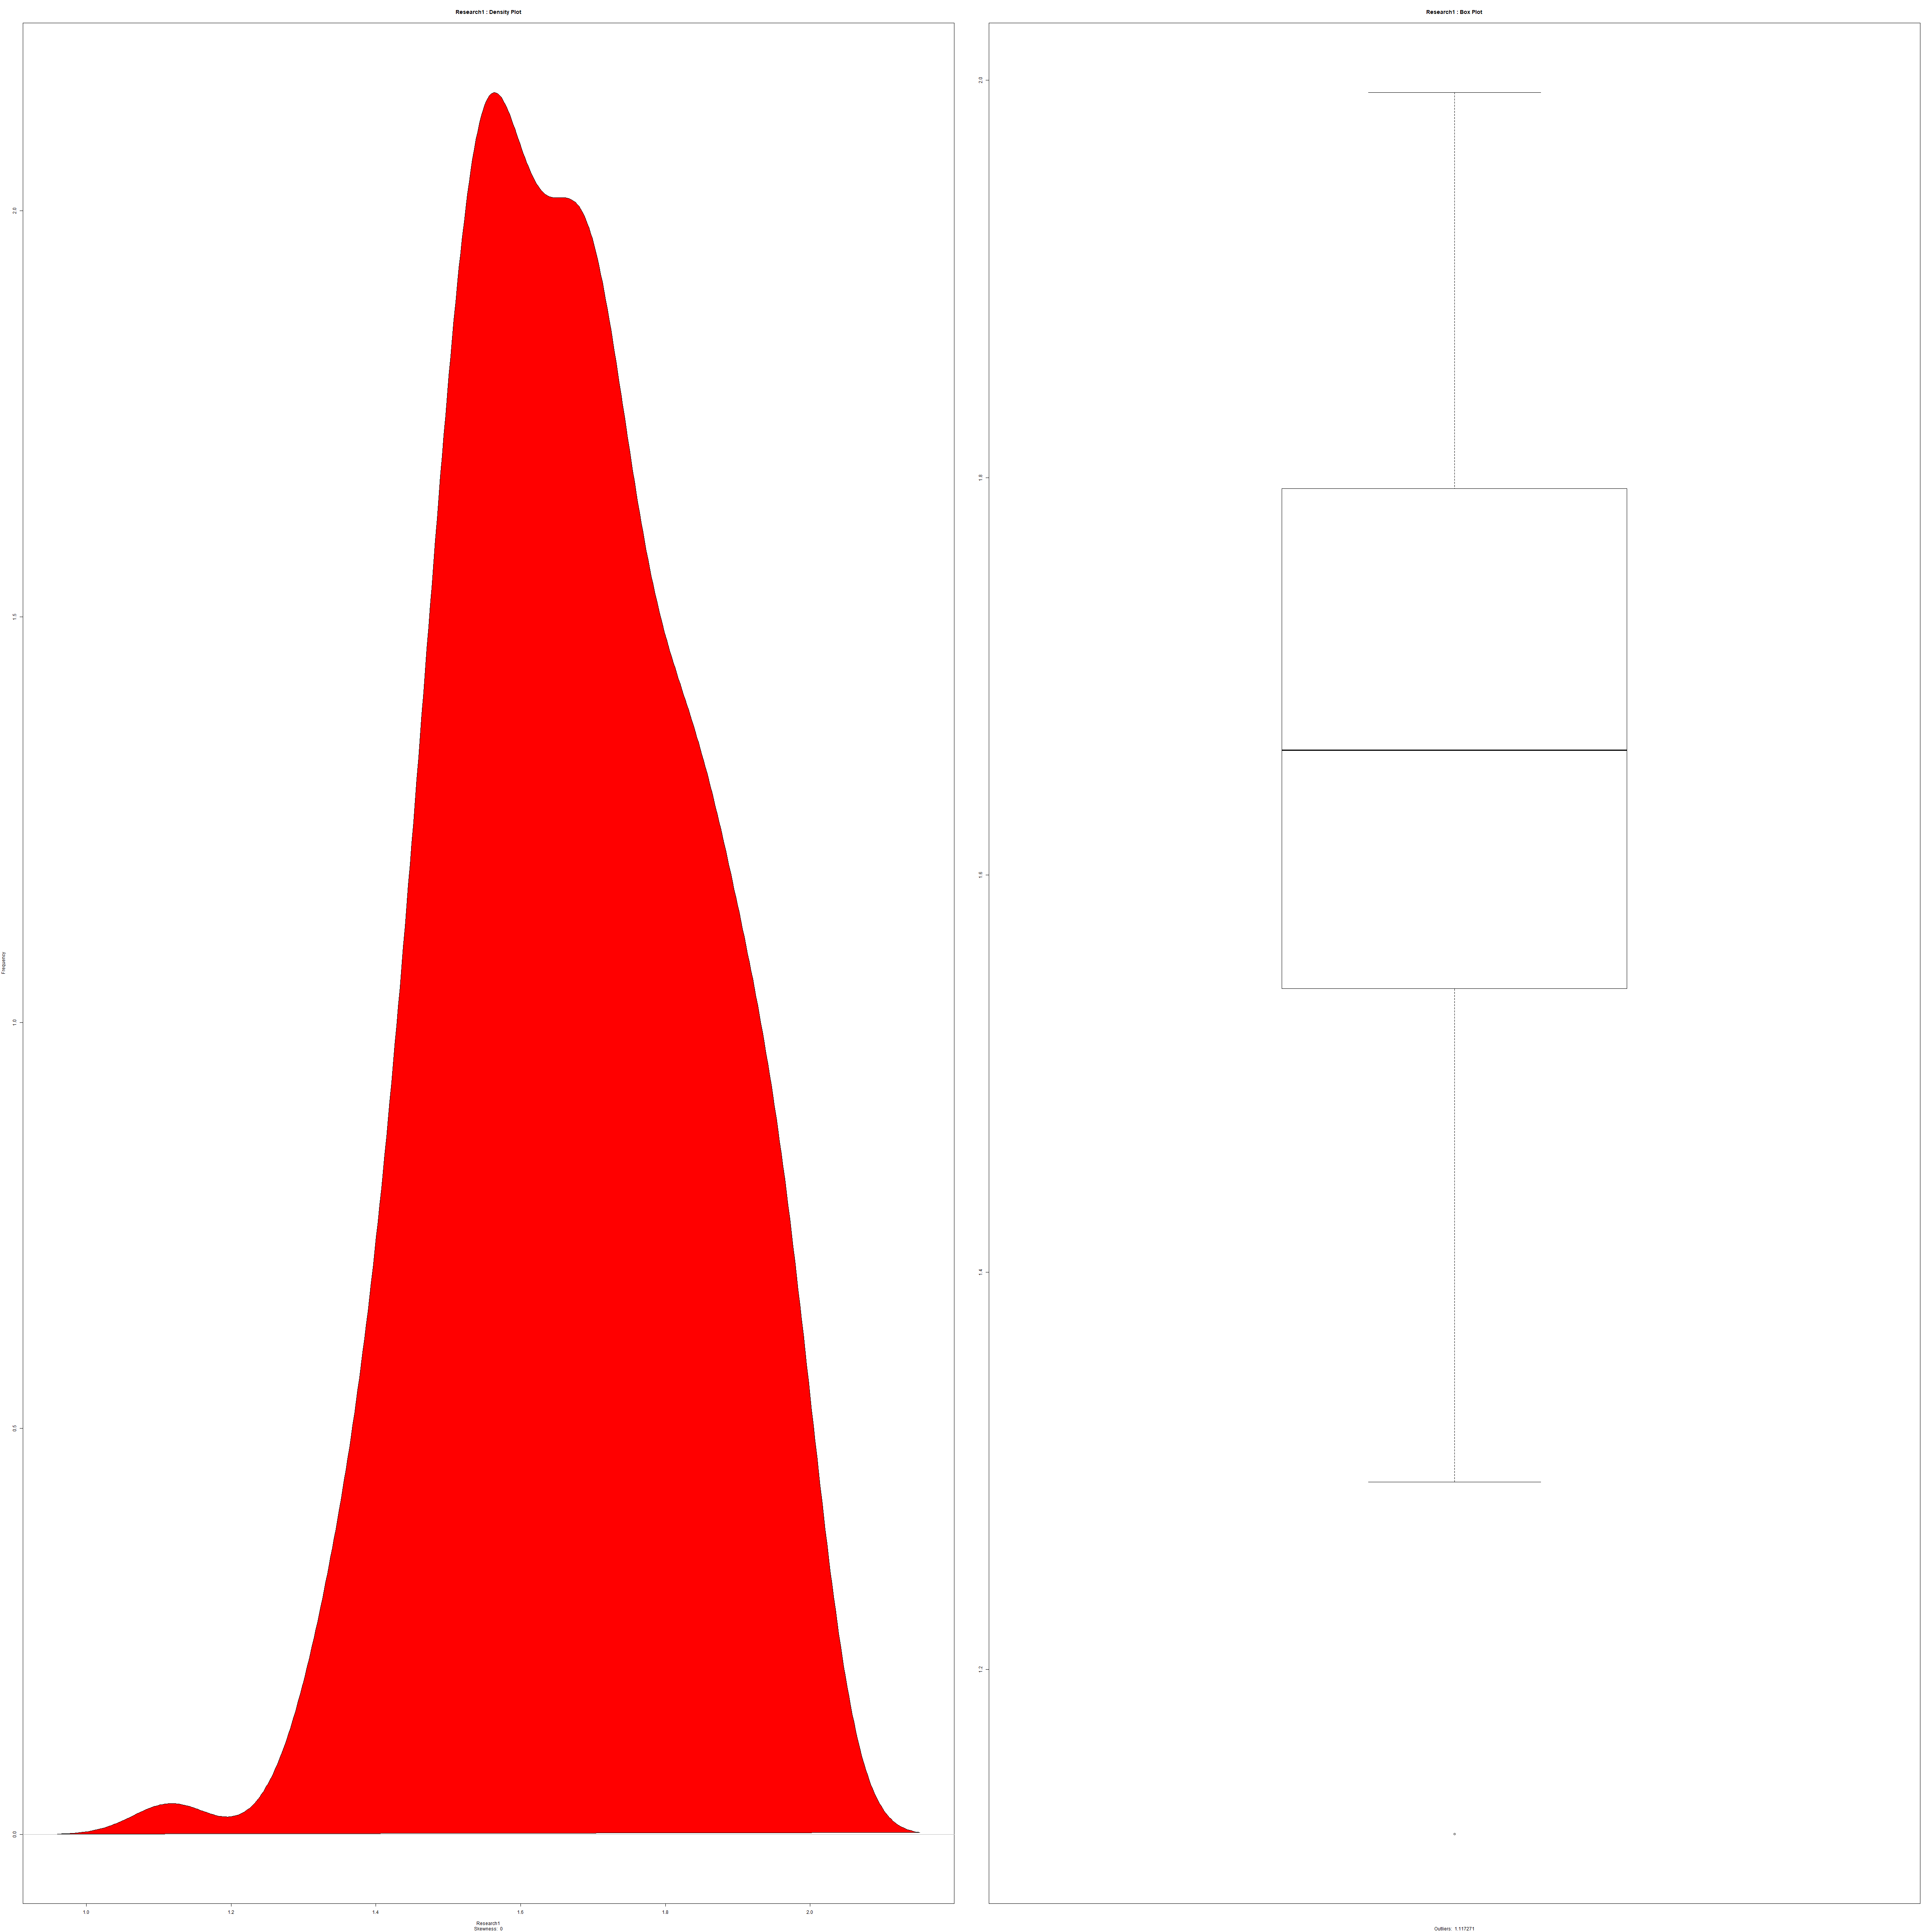 Research1 : Density Plot
Frequency
2.0
1.5
1.0
0.5
0.0
1.0 1.2 1.4 1.6 1.8 2.0
Research1
Skewness: 0
Research1 : Box Plot
2.0
1.8
1.6
1.4
1.2
Outliers: 1.117271